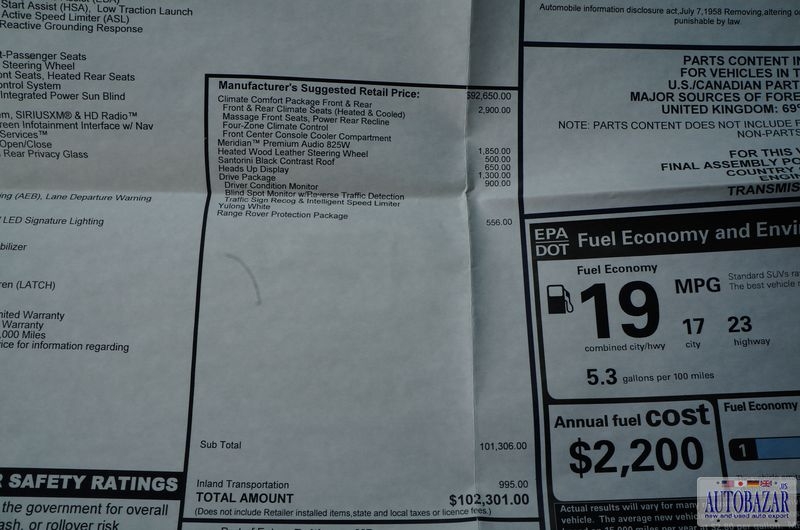 Start Assist (HSA), Low Traction Launch
Active Speed Limiter (ASL)
Reactive Grounding Response
t-Passenger Seats
Steering Wheel
ont Seats, Heated Rear Seats
ontrol System
Integrated Power Sun Blind
am, SIRIUSXM® & HD Radio™
reen Infotainment Interface w/ Nav
Services™
Open/Close
Rear Privacy Glass
ing (AEB), Lane Departure Warning
/ LED Signature Lighting
bilizer
ren (LATCH)
mited Warranty
Warranty
,000 Miles
ice for information regarding
R SAFETY RATINGS
the government for overall
ash, or rollover risk
Manufacturer's Suggested Retail Price: $92,650.00
Climate Comfort Package Front & Rear 2,900.00
Front & Rear Climate Seats (Heated & Cooled)
Massage Front Seats, Power Rear Recline
Four-Zone Climate Control
Front Center Console Cooler Compartment
Meridian™ Premium Audio 825W 1,850.00
Heated Wood Leather Steering Wheel 500.00
Santorini Black Contrast Roof 650.00
Heads Up Display 1,300.00
Drive Package 900.00
Driver Condition Monitor
Blind Spot Monitor w/Reverse Traffic Detection
Traffic Sign Recog & Intelligent Speed Limiter
Yulong White
Range Rover Protection Package 556.00
Sub Total 101,306.00
Inland Transportation 995.00
TOTAL AMOUNT $102,301.00
(Does not include Retailer installed items,state and local taxes or licence fees.)
Automobile information disclosure act,July 7,1958 Removing,altering o
punishable by law.
PARTS CONTENT IN
FOR VEHICLES IN T
U.S./CANADIAN PART
MAJOR SOURCES OF FORE
UNITED KINGDOM: 69%
NOTE: PARTS CONTENT DOES NOT INCLUDE F
NON-PARTS
FOR THIS V
FINAL ASSEMBLY PO
COUNTRY
ENGIN
TRANSMIS
EPA
DOT
Fuel Economy and Envi
Fuel Economy
19 MPG
combined city/hwy
17
city
23
highway
Standard SUVs ra
The best vehicle r
5.3 gallons per 100 miles
Annual fuel cost
$2,200
Fuel Economy
1
Actual results will vary for many
vehicle. The average new vehic
AUTOBAZAR
.US
new and used auto export